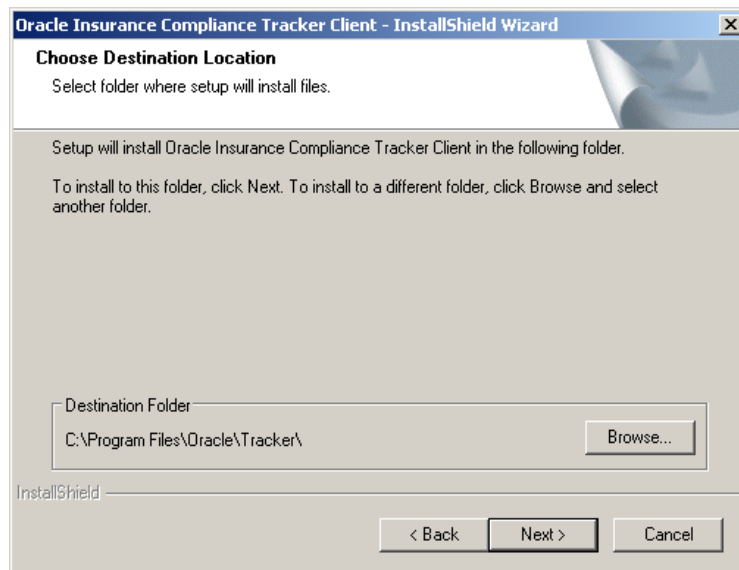 Oracle Insurance Compliance Tracker Client - InstallShield Wizard
Choose Destination Location
Select folder where setup will install files.
Setup will install Oracle Insurance Compliance Tracker Client in the following folder.
To install to this folder, click Next. To install to a different folder, click Browse and select
another folder.
Destination Folder
C:\Program Files\Oracle\Tracker\
Browse...
InstallShield
< Back
Next >
Cancel